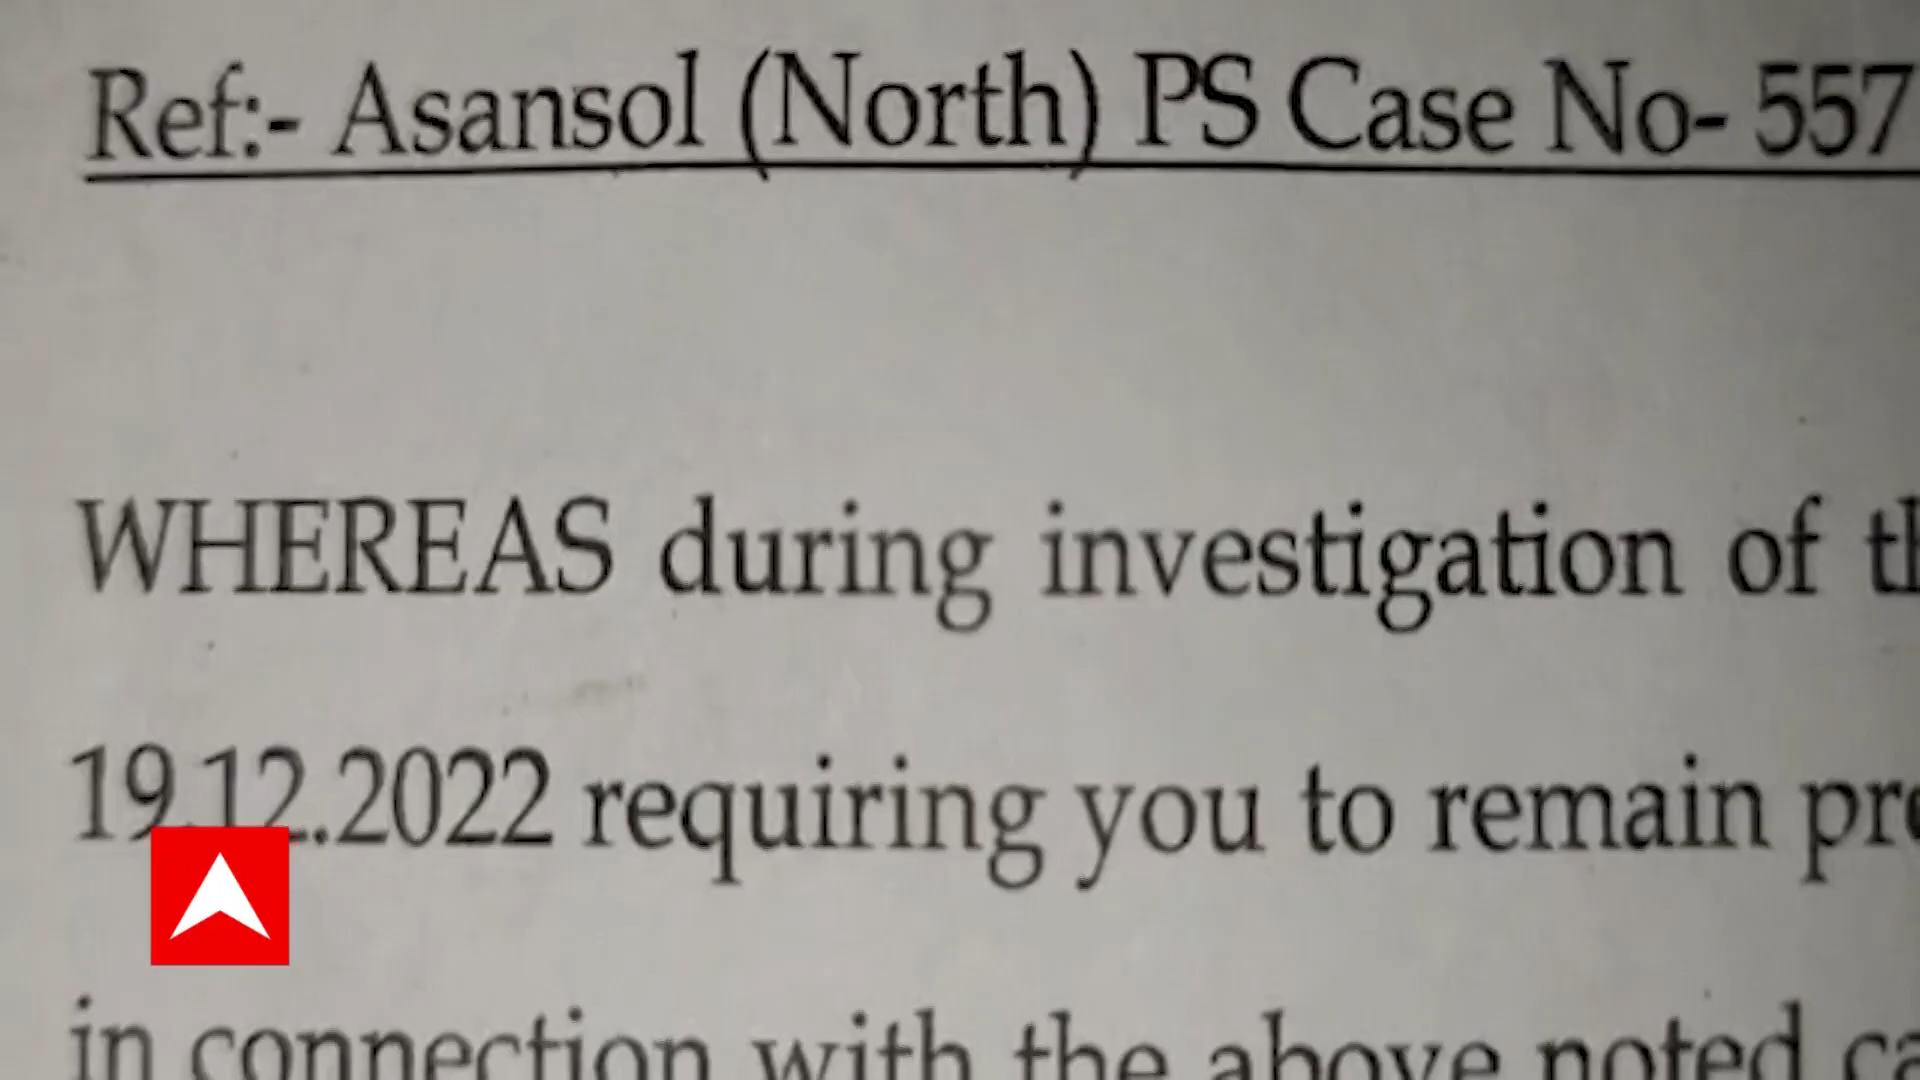 Ref:- Asansol (North) PS Case No- 557
WHEREAS during investigation of
19.12.2022 requiring you to remain
in connection with the above noted